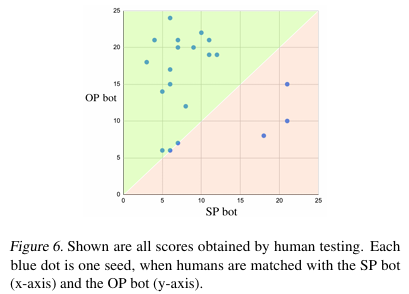 25
20
15
OP bot
10
5
0
0 5 10 15 20 25
SP bot
Figure 6. Shown are all scores obtained by human testing. Each
blue dot is one seed, when humans are matched with the SP bot
(x-axis) and the OP bot (y-axis).